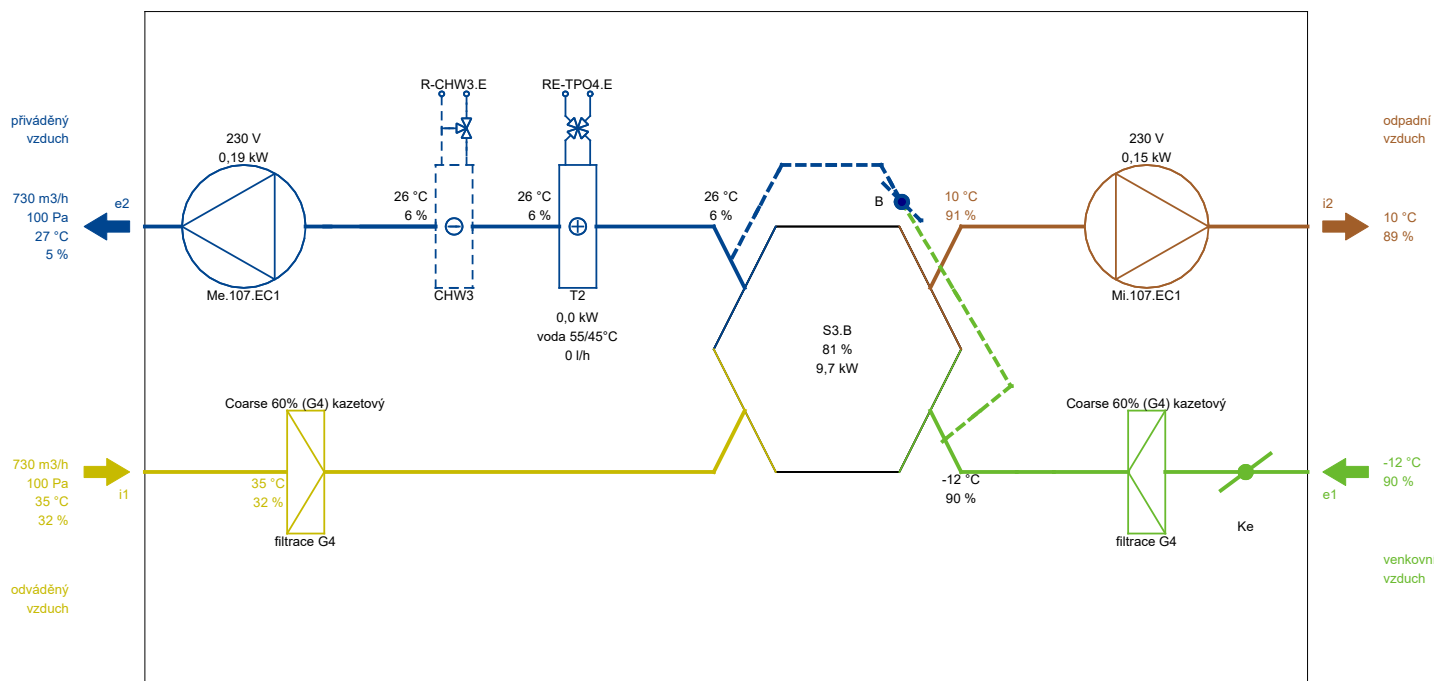 R-CHW3.E
RE-TPO4.E
přiváděný
vzduch
230 V
0,19 kW
230 V
0,15 kW
odpadní
vzduch
730 m3/h
100 Pa
27 °C
5 %
e2
26 °C
6 %
26 °C
6 %
26 °C
6 %
B
10 °C
91 %
i2
10 °C
89 %
Me.107.EC1
CHW3
T2
Mi.107.EC1
0,0 kW
voda 55/45°C
0 l/h
S3.B
81 %
9,7 kW
Coarse 60% (G4) kazetový
Coarse 60% (G4) kazetový
730 m3/h
100 Pa
35 °C
32 %
i1
35 °C
32 %
-12 °C
90 %
e1
-12 °C
90 %
filtrace G4
filtrace G4
Ke
odváděný
vzduch
venkovní
vzduch